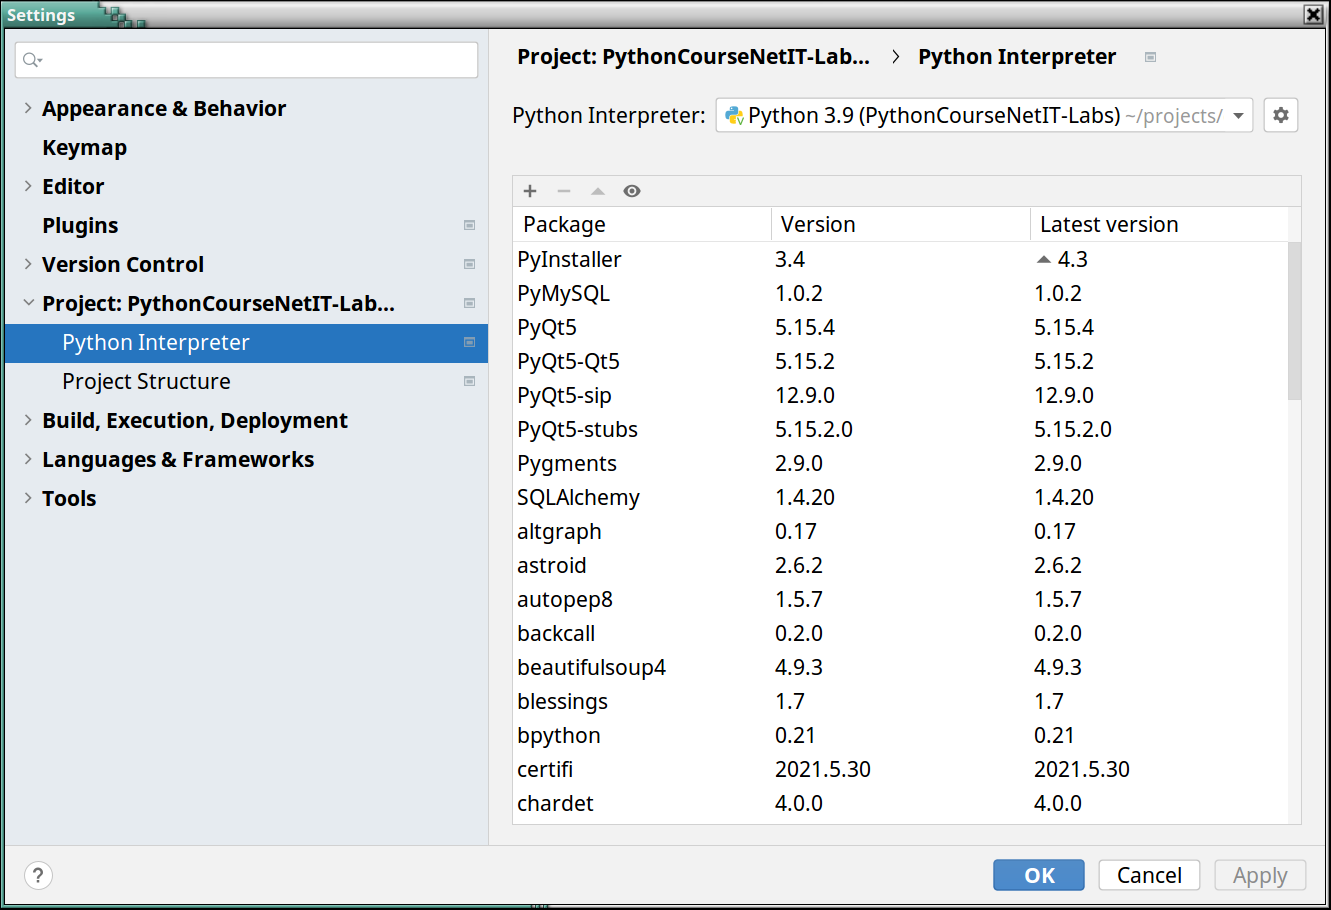 Settings
Appearance & Behavior
Keymap
Editor
Plugins
Version Control
Project: PythonCourseNetIT-Lab...
Python Interpreter
Project Structure
Build, Execution, Deployment
Languages & Frameworks
Tools
Project: PythonCourseNetIT-Lab... › Python Interpreter
Python Interpreter: Python 3.9 (PythonCourseNetIT-Labs) ~/projects/
Package Version Latest version
PyInstaller 3.4 4.3
PyMySQL 1.0.2 1.0.2
PyQt5 5.15.4 5.15.4
PyQt5-Qt5 5.15.2 5.15.2
PyQt5-sip 12.9.0 12.9.0
PyQt5-stubs 5.15.2.0 5.15.2.0
Pygments 2.9.0 2.9.0
SQLAlchemy 1.4.20 1.4.20
altgraph 0.17 0.17
astroid 2.6.2 2.6.2
autopep8 1.5.7 1.5.7
backcall 0.2.0 0.2.0
beautifulsoup4 4.9.3 4.9.3
blessings 1.7 1.7
bpython 0.21 0.21
certifi 2021.5.30 2021.5.30
chardet 4.0.0 4.0.0
? OK Cancel Apply